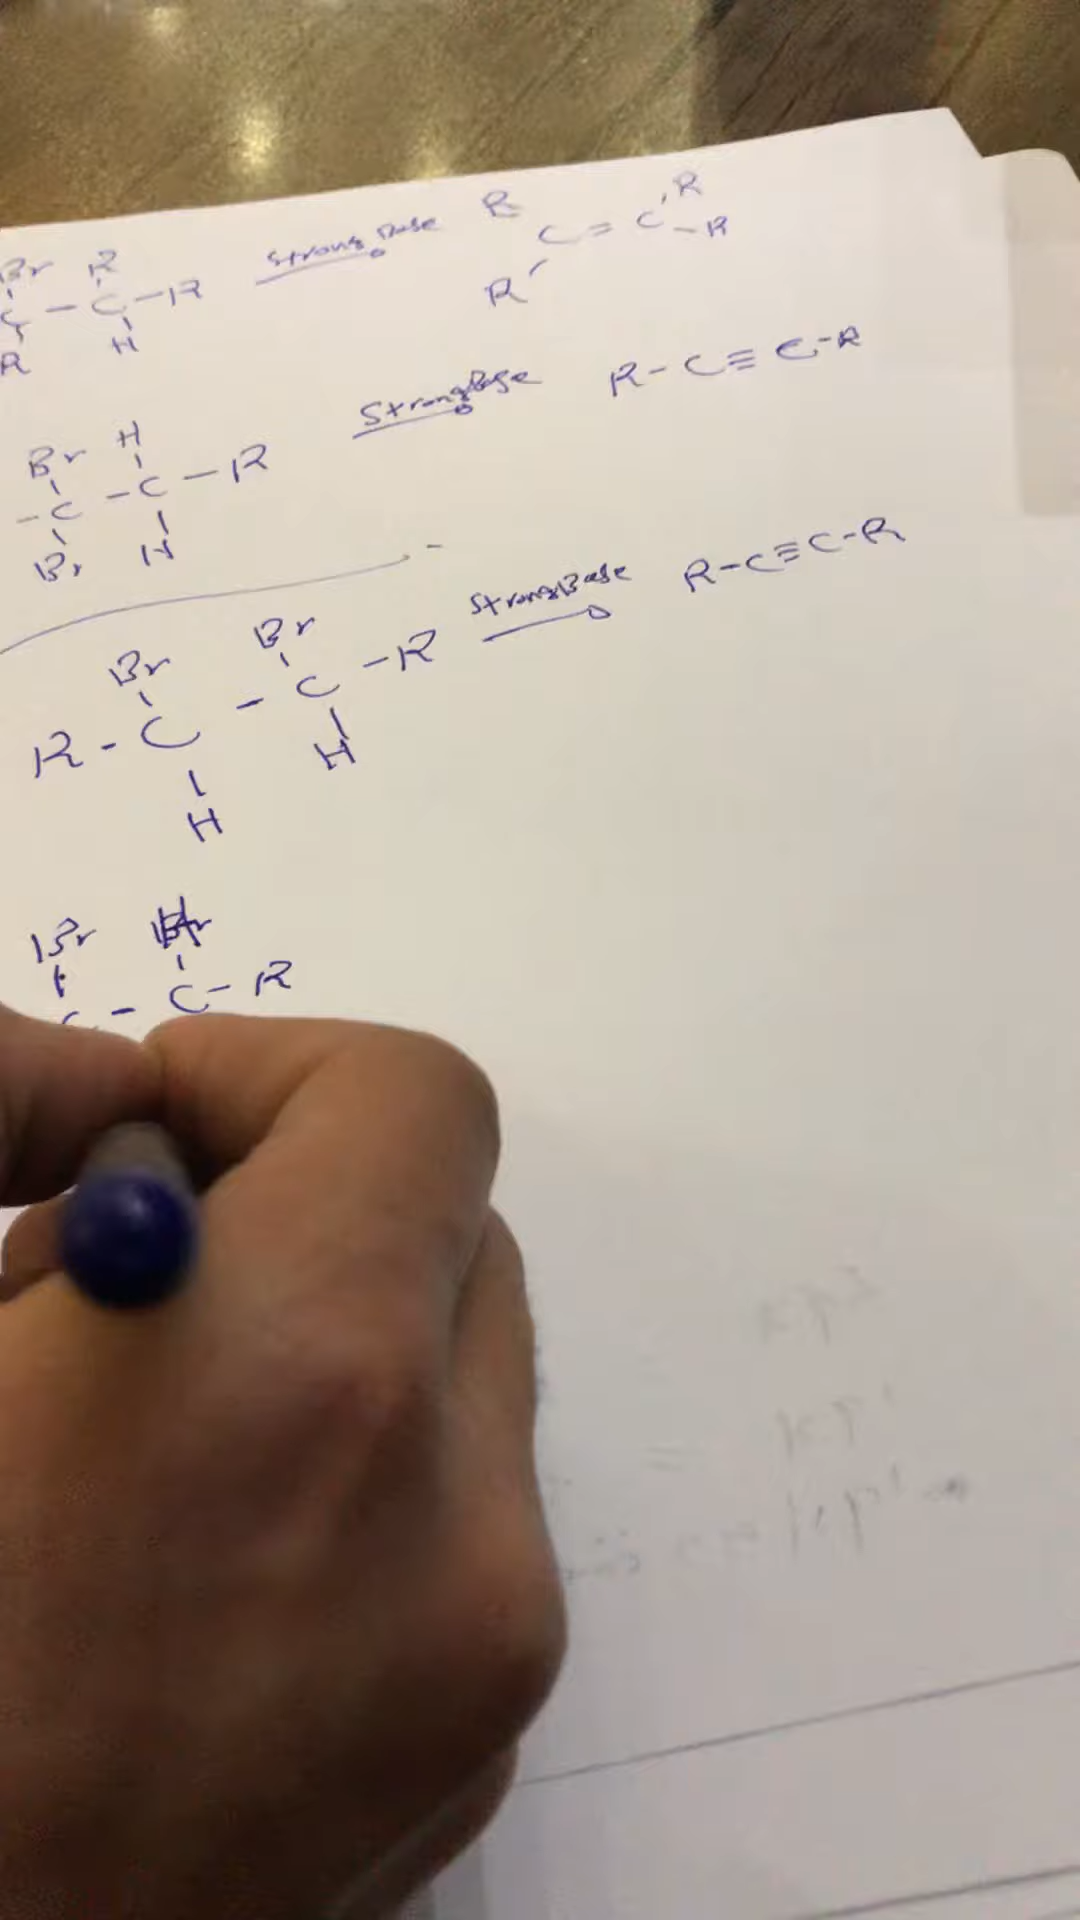 Br R
C - C - R Strong Base R C = C R
R H R - R
Br H
- C - C - R Strong Base R - C ≡ C - R
Br H
Br Br
R - C - C - R Strong Base R - C ≡ C - R
H H
Br
C - C - R